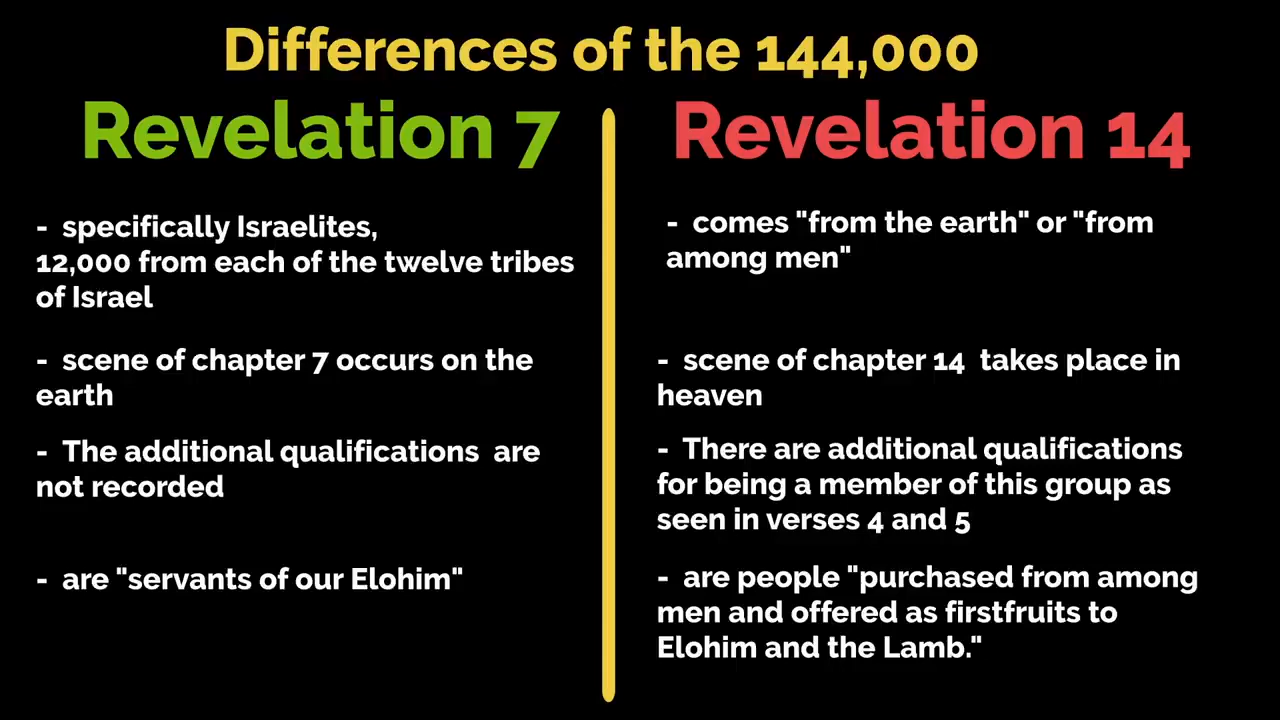 Differences of the 144,000
Revelation 7
- specifically Israelites,
12,000 from each of the twelve tribes
of Israel
- scene of chapter 7 occurs on the
earth
- The additional qualifications are
not recorded
- are "servants of our Elohim"
Revelation 14
- comes "from the earth" or "from
among men"
- scene of chapter 14 takes place in
heaven
- There are additional qualifications
for being a member of this group as
seen in verses 4 and 5
- are people "purchased from among
men and offered as firstfruits to
Elohim and the Lamb."